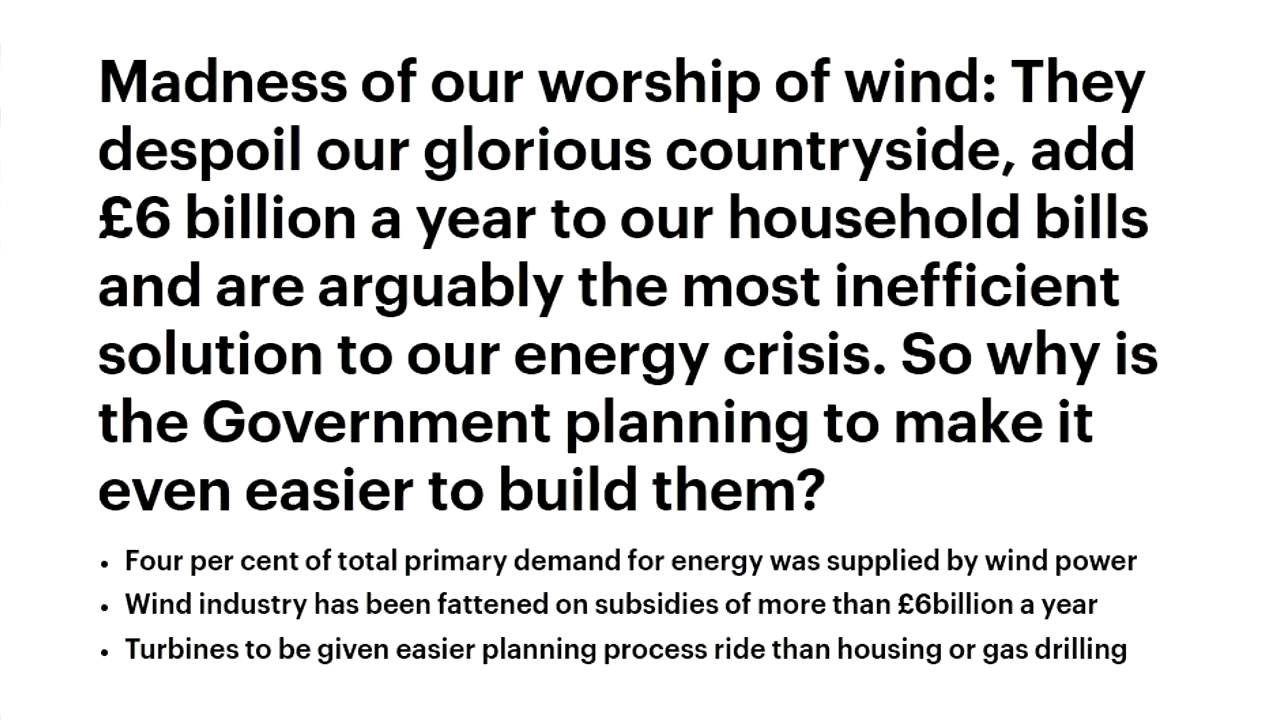 Madness of our worship of wind: They
despoil our glorious countryside, add
£6 billion a year to our household bills
and are arguably the most inefficient
solution to our energy crisis. So why is
the Government planning to make it
even easier to build them?
• Four per cent of total primary demand for energy was supplied by wind power
• Wind industry has been fattened on subsidies of more than £6billion a year
• Turbines to be given easier planning process ride than housing or gas drilling